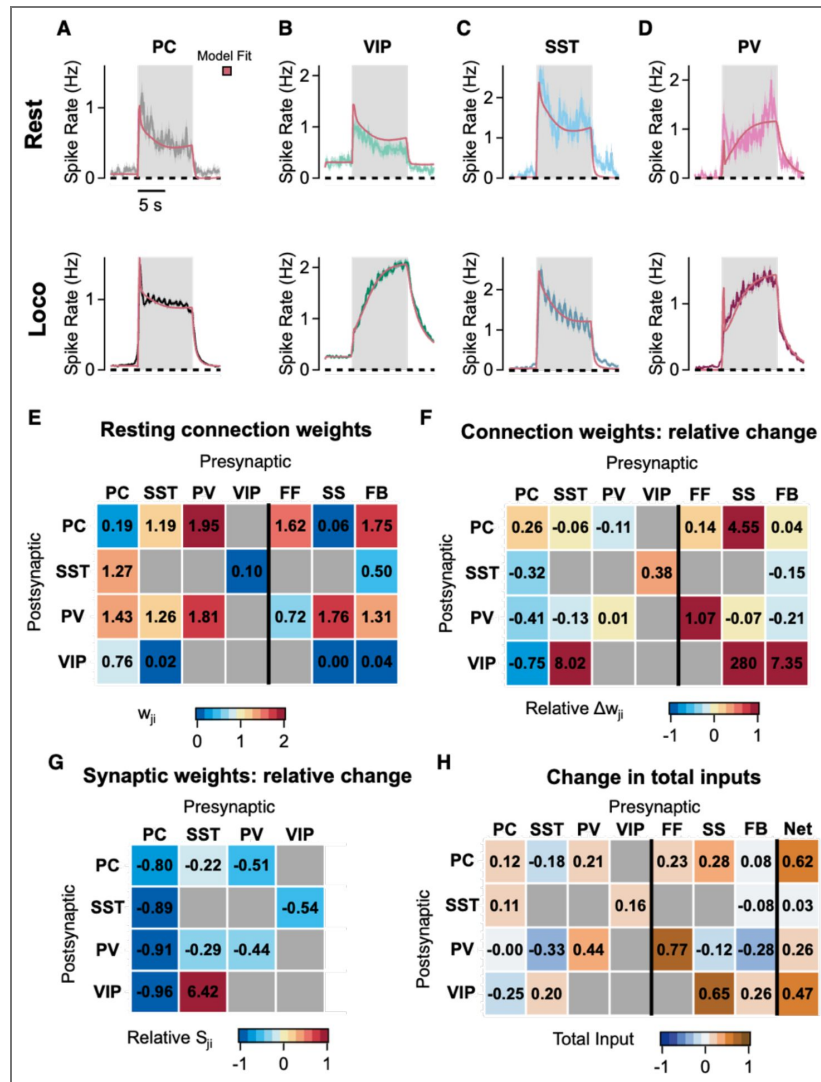 A B C D
PC VIP SST PV
Model Fit
Rest
Spike Rate (Hz) Spike Rate (Hz) Spike Rate (Hz) Spike Rate (Hz)
1 0
2 1 0
2 1 0
2 1 0
5 s
Loco
Spike Rate (Hz) Spike Rate (Hz) Spike Rate (Hz) Spike Rate (Hz)
1 0
2 1 0
2 1 0
1 0
E Resting connection weights
Presynaptic
PC SST PV VIP FF SS FB
Postsynaptic
PC 0.19 1.19 1.95 1.62 0.06 1.75
SST 1.27 0.10 0.50
PV 1.43 1.26 1.81 0.72 1.76 1.31
VIP 0.76 0.02 0.00 0.04
w_ji
0 1 2
F Connection weights: relative change
Presynaptic
PC SST PV VIP FF SS FB
Postsynaptic
PC 0.26 -0.06 -0.11 0.14 4.55 0.04
SST -0.32 0.38 -0.15
PV -0.41 -0.13 0.01 1.07 -0.07 -0.21
VIP -0.75 8.02 280 7.35
Relative Δw_ji
-1 0 1
G Synaptic weights: relative change
Presynaptic
PC SST PV VIP
Postsynaptic
PC -0.80 -0.22 -0.51
SST -0.89 -0.54
PV -0.91 -0.29 -0.44
VIP -0.96 6.42
Relative S_ji
-1 0 1
H Change in total inputs
Presynaptic
PC SST PV VIP FF SS FB Net
Postsynaptic
PC 0.12 -0.18 0.21 0.23 0.28 0.08 0.62
SST 0.11 0.16 -0.08 0.03
PV -0.00 -0.33 0.44 0.77 -0.12 -0.28 0.26
VIP -0.25 0.20 0.65 0.26 0.47
Total Input
-1 0 1